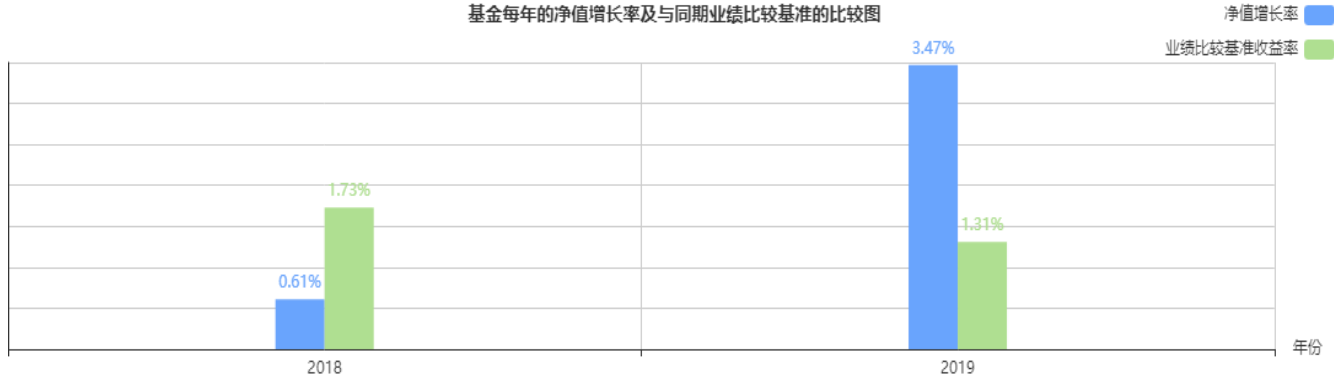 基金每年的净值增长率及与同期业绩比较基准的比较图
净值增长率
业绩比较基准收益率
3.47%
1.73%
1.31%
0.61%
年份
2018
2019